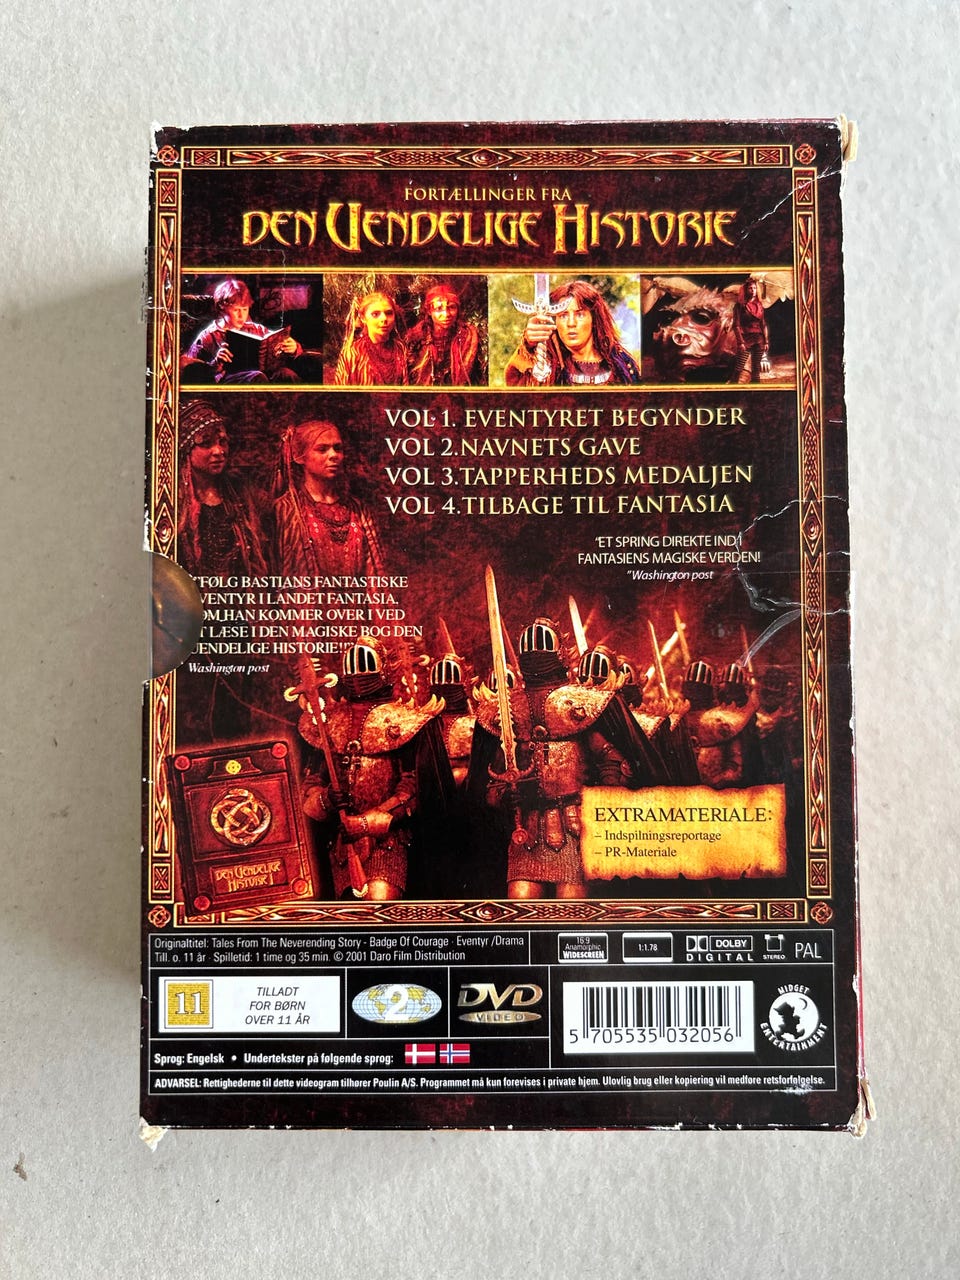 FORTÆLLINGER FRA
DEN UENDELIGE HISTORIE
VOL 1. EVENTYRET BEGYNDER
VOL 2. NAVNETS GAVE
VOL 3. TAPPERHEDS MEDALJEN
VOL 4. TILBAGE TIL FANTASIA
"ET SPRING DIREKTE IND I
FANTASIENS MAGISKE VERDEN!
"Washington post
"FØLG BASTIANS FANTASTISKE
VENTYR I LANDET FANTASIA,
OM HAN KOMMER OVER I VED
T LÆSE I DEN MAGISKE BOG DEN
UENDELIGE HISTORIE!!"
Washington post
DEN UENDELIGE
HISTORIE
EXTRAMATERIALE:
– Indspilningsreportage
– PR-Materiale
Originaltitel: Tales From The Neverending Story - Badge Of Courage · Eventyr /Drama
Till. o. 11 år · Spilletid: 1 time og 35 min. © 2001 Daro Film Distribution
16:9
Anamorphic
WIDESCREEN
1:1.78
DOLBY
DIGITAL
STEREO
PAL
11
TILLADT
FOR BØRN
OVER 11 ÅR
2
DVD
VIDEO
5 705535 032056
MIDGET
ENTERTAINMENT
Sprog: Engelsk • Undertekster på følgende sprog:
ADVARSEL: Rettighederne til dette videogram tilhører Poulin A/S. Programmet må kun forevises i private hjem. Ulovlig brug eller kopiering vil medføre retsforfølgelse.